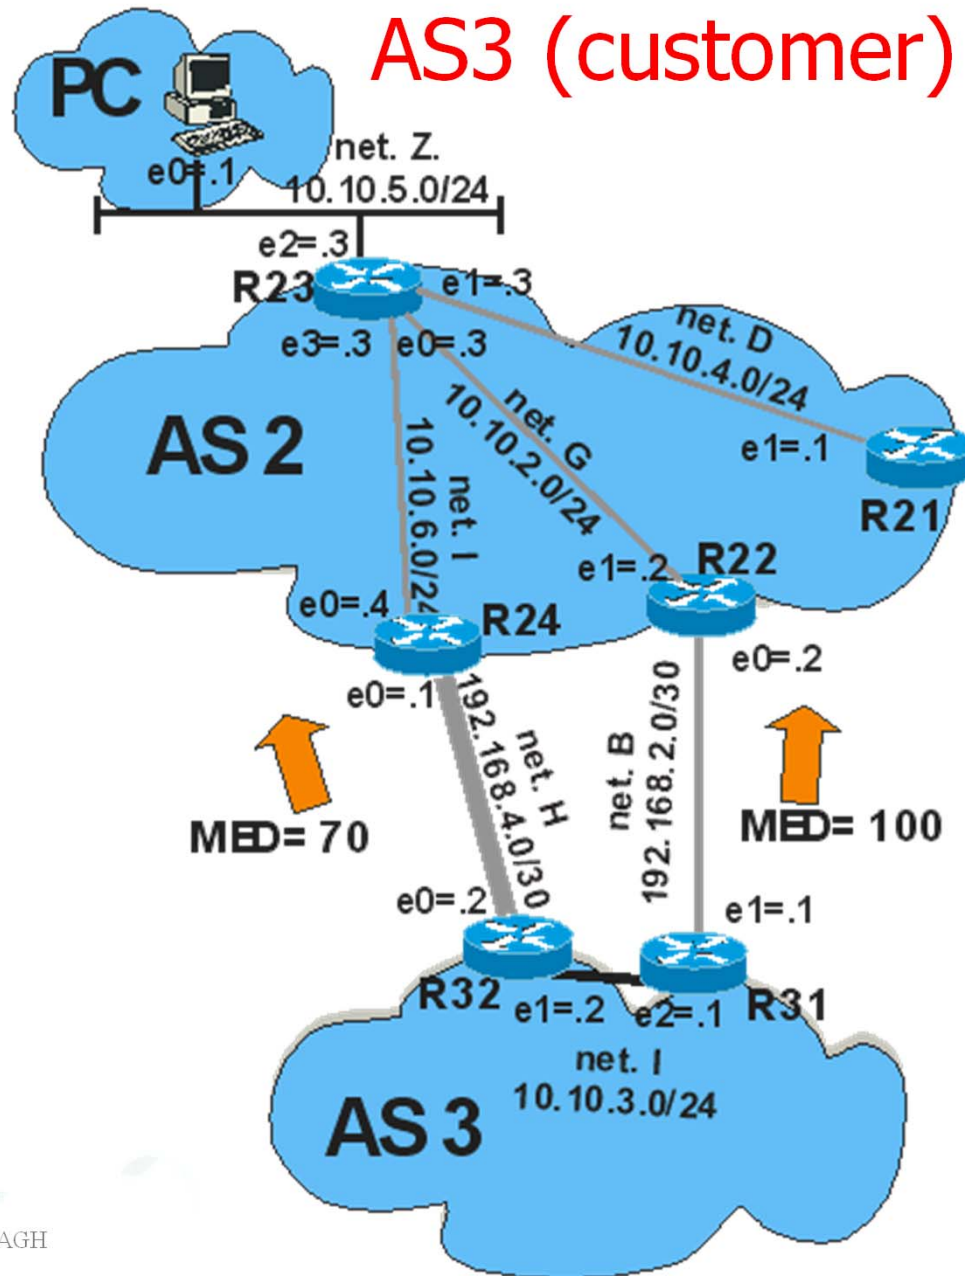 AS3 (customer)
PC
e0=.1
net. Z.
10.10.5.0/24
e2=.3
R23
e1=.3
e3=.3
e0=.3
net. D
10.10.4.0/24
net. G
10.10.2.0/24
net. I
10.10.6.0/24
AS 2
e1=.1
R21
e1=.2
R22
e0=.4
R24
e0=.2
e0=.1
net. H
192.168.4.0/30
net. B
192.168.2.0/30
MED= 70
MED= 100
e0=.2
e1=.1
R32
e1=.2
e2=.1
R31
net. I
10.10.3.0/24
AS 3
AGH